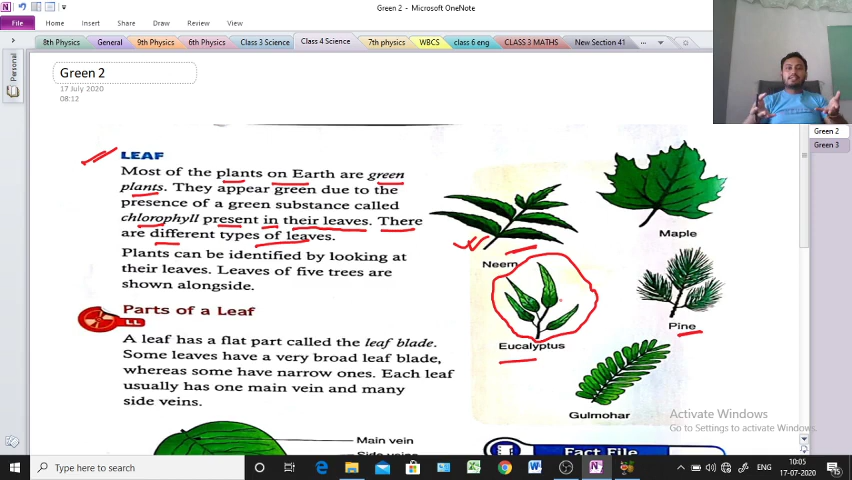 Green 2 - Microsoft OneNote
File Home Insert Draw History Review View
8th Physics General 9th Physics 6th Physics Class 3 Science Class 4 Science 7th physics WBCS class 6 eng CLASS 3 MATHS New Section 41
Personal
Green 2
17 July 2020
08:12
Green 2
Green 3
LEAF
Most of the plants on Earth are green
plants. They appear green due to the
presence of a green substance called
chlorophyll present in their leaves. There
are different types of leaves.
Plants can be identified by looking at
their leaves. Leaves of five trees are
shown alongside.
Neem
Maple
Eucalyptus
Pine
Gulmohar
Parts of a Leaf
LL
A leaf has a flat part called the leaf blade.
Some leaves have a very broad leaf blade,
whereas some have narrow ones. Each leaf
usually has one main vein and many
side veins.
Main vein
Side veins
Fact File
Activate Windows
Go to Settings to activate Windows.
Type here to search
ENG
10:05
17-07-2020